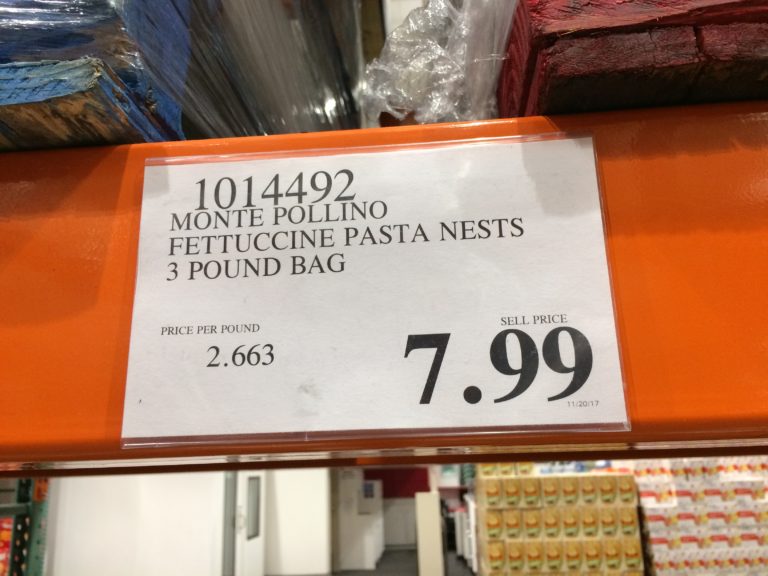 1014492
MONTE POLLINO
FETTUCCINE PASTA NESTS
3 POUND BAG
PRICE PER POUND
2.663
SELL PRICE
7.99
11/20/17